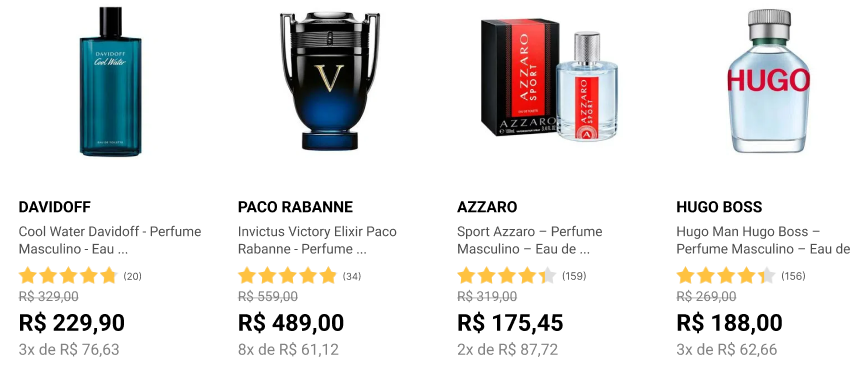 DAVIDOFF
Cool Water
EAU DE TOILETTE
V
AZZARO
SPORT
AZZARO
AZZARO
SPORT
HUGO
DAVIDOFF
Cool Water Davidoff - Perfume
Masculino - Eau ...
(20)
R$ 329,00
R$ 229,90
3x de R$ 76,63
PACO RABANNE
Invictus Victory Elixir Paco
Rabanne - Perfume ...
(34)
R$ 559,00
R$ 489,00
8x de R$ 61,12
AZZARO
Sport Azzaro – Perfume
Masculino – Eau de ...
(159)
R$ 319,00
R$ 175,45
2x de R$ 87,72
HUGO BOSS
Hugo Man Hugo Boss –
Perfume Masculino – Eau de
(156)
R$ 269,00
R$ 188,00
3x de R$ 62,66